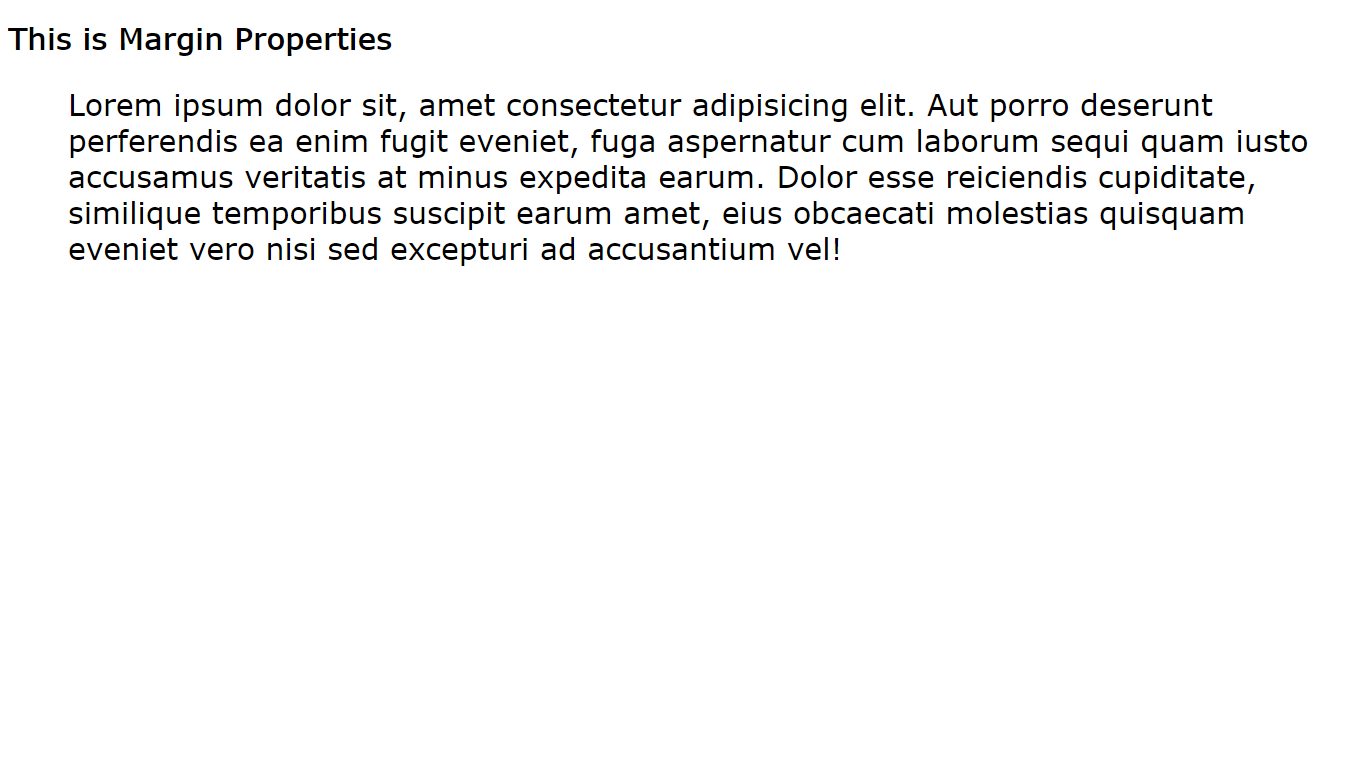 This is Margin Properties
Lorem ipsum dolor sit, amet consectetur adipisicing elit. Aut porro deserunt
perferendis ea enim fugit eveniet, fuga aspernatur cum laborum sequi quam iusto
accusamus veritatis at minus expedita earum. Dolor esse reiciendis cupiditate,
similique temporibus suscipit earum amet, eius obcaecati molestias quisquam
eveniet vero nisi sed excepturi ad accusantium vel!